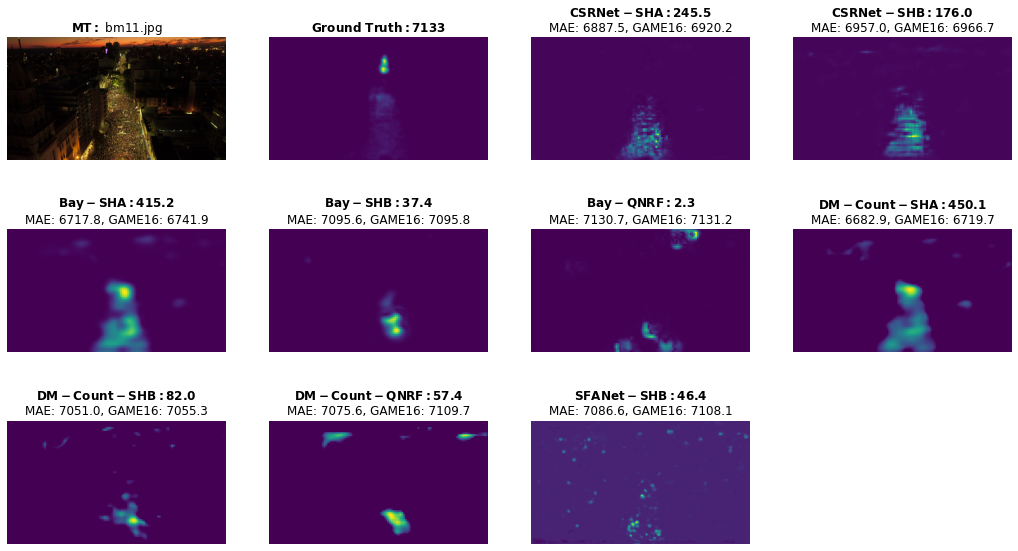 MT: bm11.jpg
Ground Truth: 7133
CSRNet − SHA: 245.5
MAE: 6887.5, GAME16: 6920.2
CSRNet − SHB: 176.0
MAE: 6957.0, GAME16: 6966.7
Bay − SHA: 415.2
MAE: 6717.8, GAME16: 6741.9
Bay − SHB: 37.4
MAE: 7095.6, GAME16: 7095.8
Bay − QNRF: 2.3
MAE: 7130.7, GAME16: 7131.2
DM − Count − SHA: 450.1
MAE: 6682.9, GAME16: 6719.7
DM − Count − SHB: 82.0
MAE: 7051.0, GAME16: 7055.3
DM − Count − QNRF: 57.4
MAE: 7075.6, GAME16: 7109.7
SFANet − SHB: 46.4
MAE: 7086.6, GAME16: 7108.1